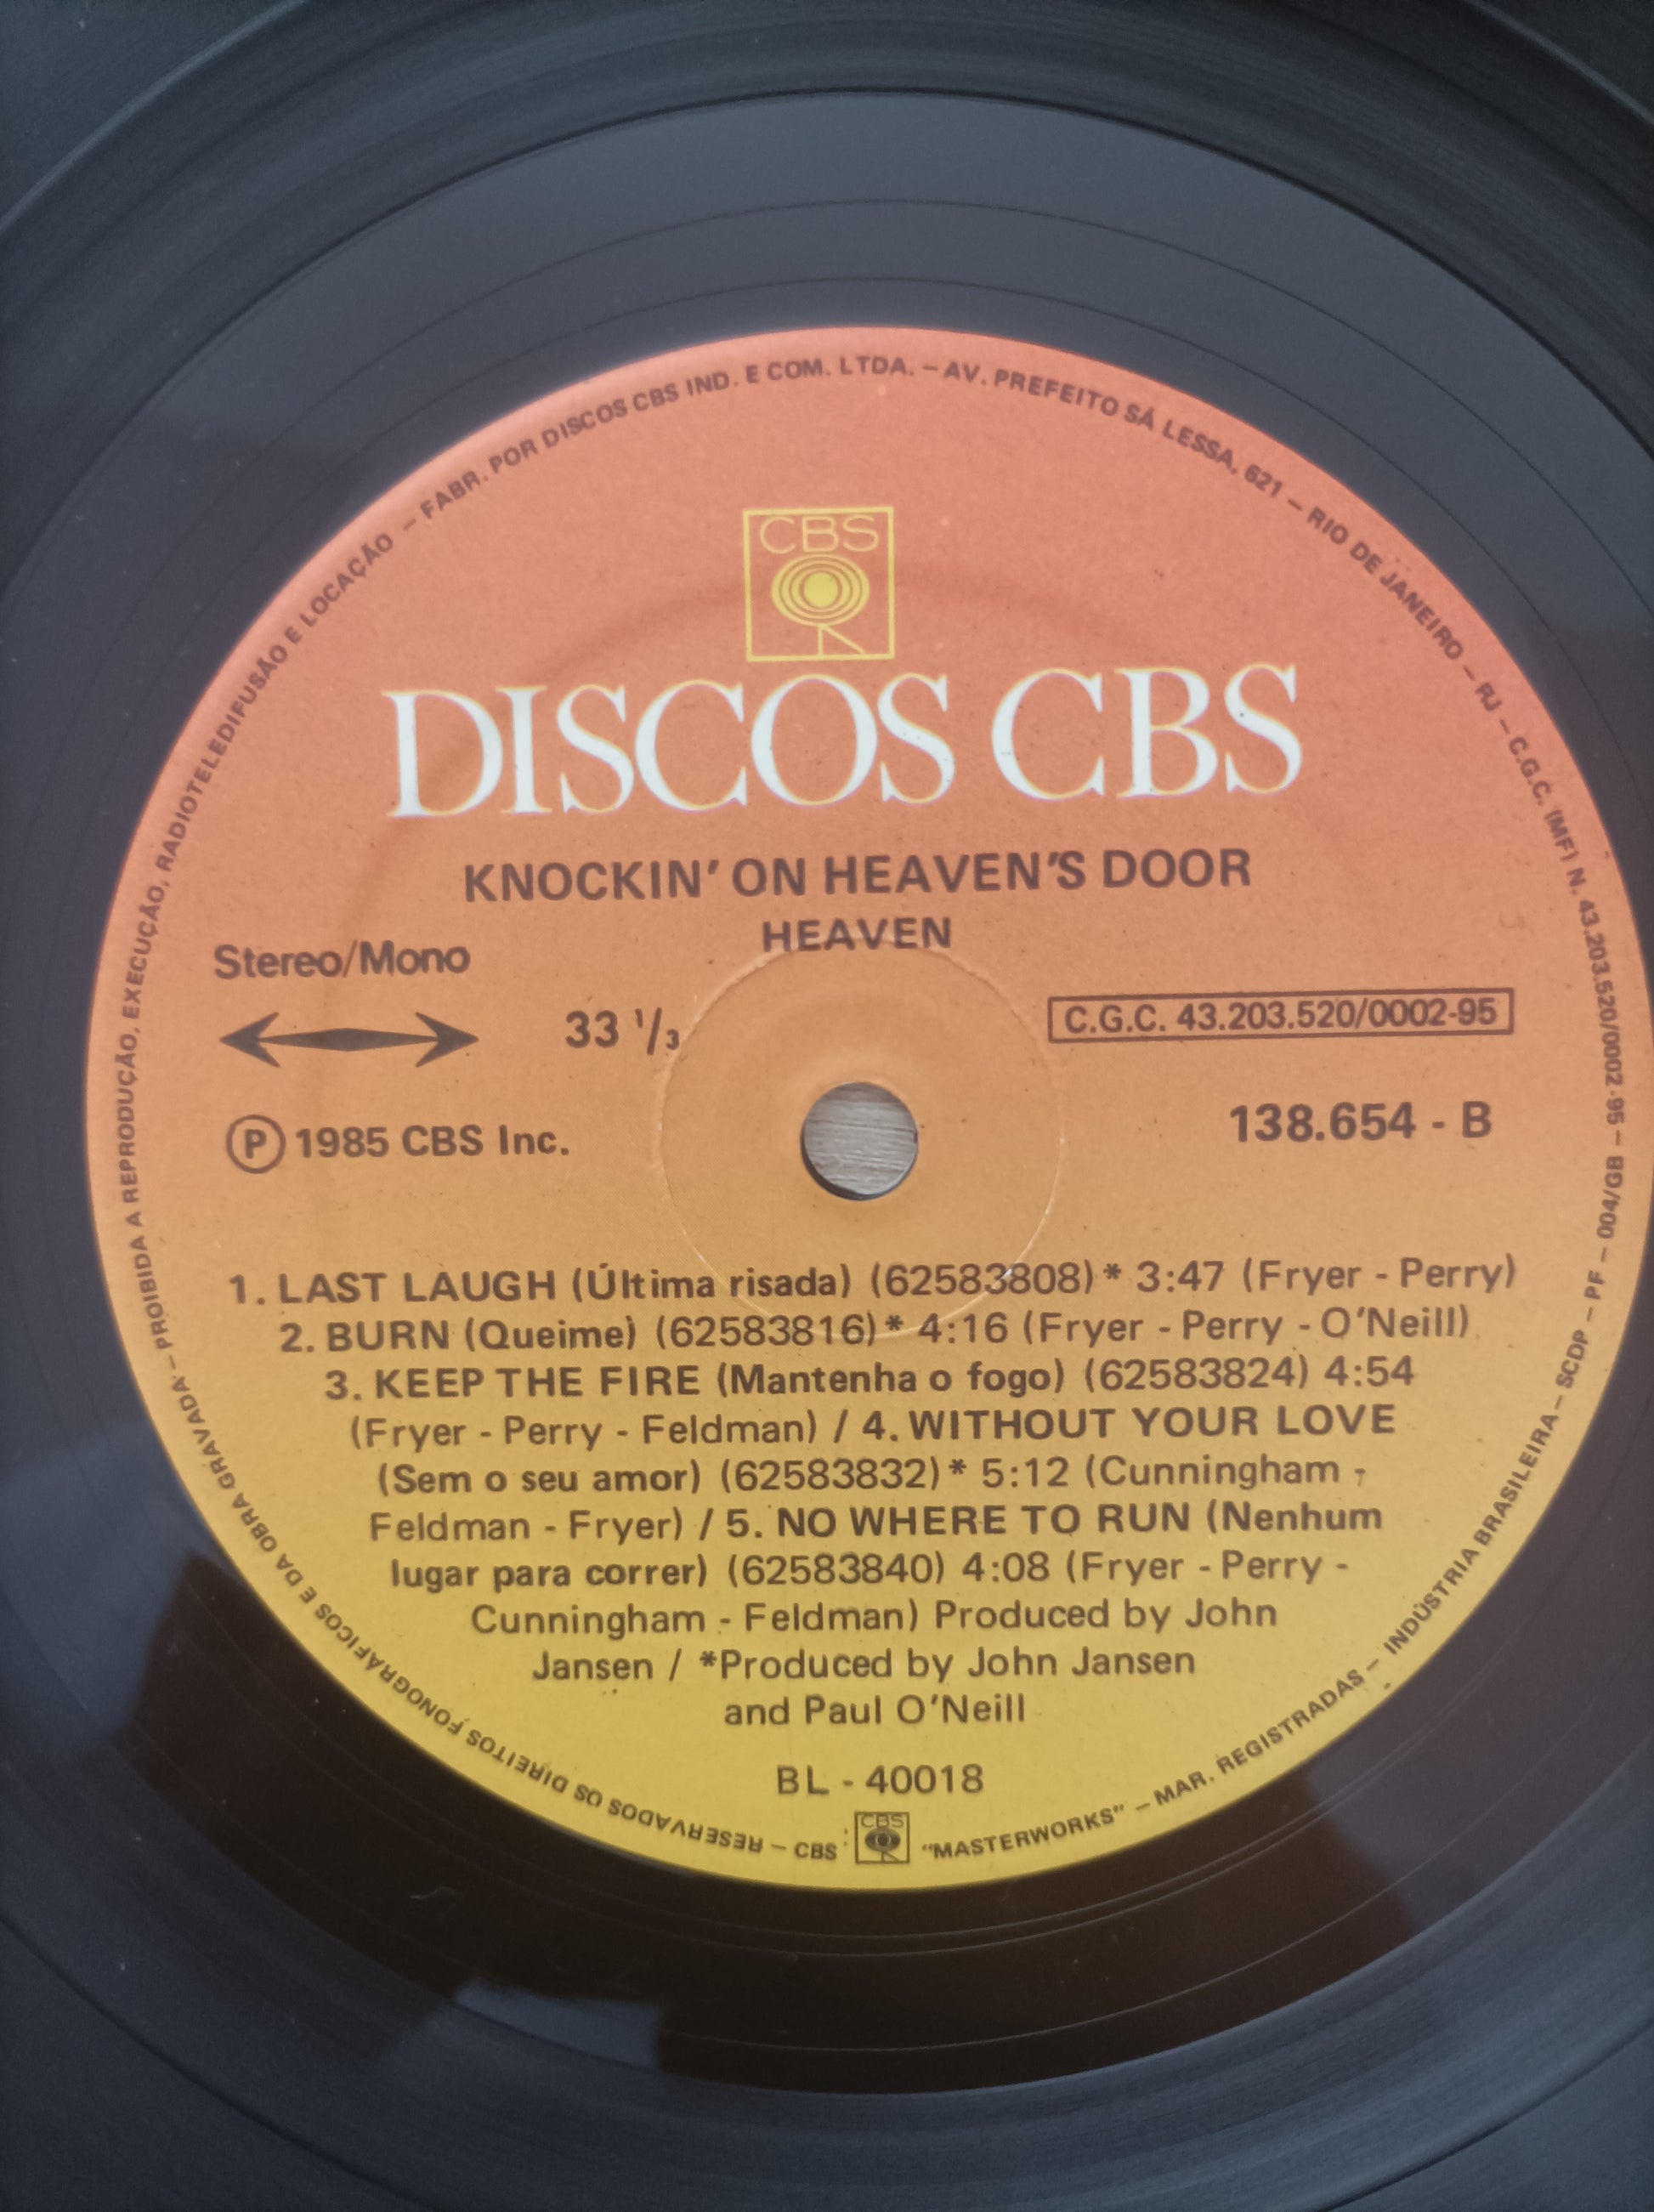 CBS
DISCOS CBS
KNOCKIN' ON HEAVEN'S DOOR
HEAVEN
Stereo/Mono
33 1/3
C.G.C. 43.203.520/0002-95
℗ 1985 CBS Inc.
138.654 - B
1. LAST LAUGH (Última risada) (62583808)* 3:47 (Fryer - Perry)
2. BURN (Queime) (62583816)* 4:16 (Fryer - Perry - O'Neill)
3. KEEP THE FIRE (Mantenha o fogo) (62583824) 4:54
(Fryer - Perry - Feldman) / 4. WITHOUT YOUR LOVE
(Sem o seu amor) (62583832)* 5:12 (Cunningham -
Feldman - Fryer) / 5. NO WHERE TO RUN (Nenhum
lugar para correr) (62583840) 4:08 (Fryer - Perry -
Cunningham - Feldman) Produced by John
Jansen / *Produced by John Jansen
and Paul O'Neill
BL - 40018
RESERVADOS OS DIREITOS FONOGRÁFICOS E DA OBRA GRAVADA – PROIBIDA A REPRODUÇÃO, EXECUÇÃO, RADIOTELEDIFUSÃO E LOCAÇÃO – FABR. POR DISCOS CBS IND. E COM. LTDA. – AV. PREFEITO SÁ LESSA, 621 – RIO DE JANEIRO – RJ – C.G.C. (MF) N. 43.203.520/0002-95 – 004/GB – PF – SCDP – INDÚSTRIA BRASILEIRA – MAR. REGISTRADAS – "MASTERWORKS" CBS – CBS